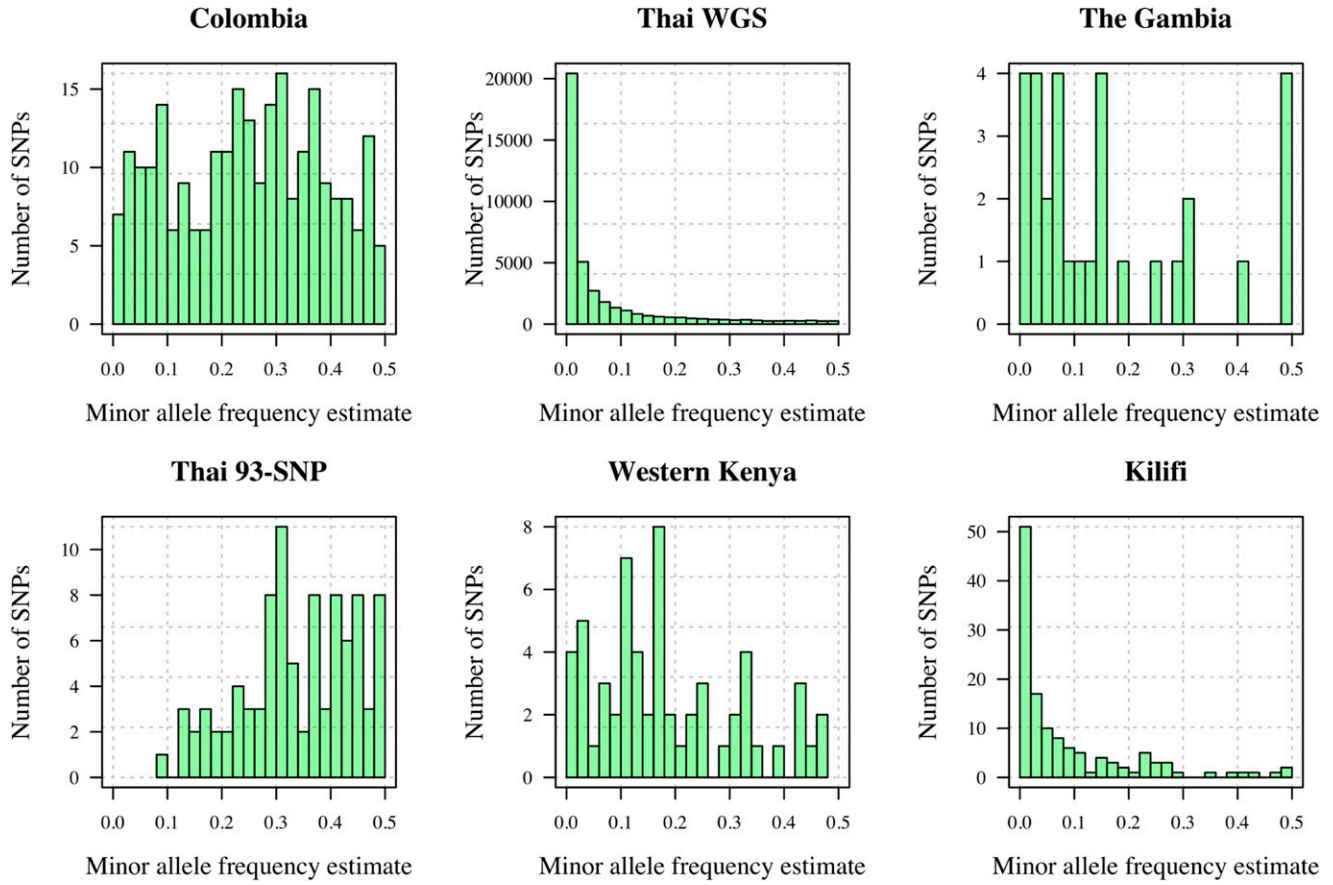 Colombia
Number of SNPs
15
10
5
0
0.0 0.1 0.2 0.3 0.4 0.5
Minor allele frequency estimate
Thai WGS
Number of SNPs
20000
15000
10000
5000
0
0.0 0.1 0.2 0.3 0.4 0.5
Minor allele frequency estimate
The Gambia
Number of SNPs
4
3
2
1
0
0.0 0.1 0.2 0.3 0.4 0.5
Minor allele frequency estimate
Thai 93-SNP
Number of SNPs
10
8
6
4
2
0
0.0 0.1 0.2 0.3 0.4 0.5
Minor allele frequency estimate
Western Kenya
Number of SNPs
8
6
4
2
0
0.0 0.1 0.2 0.3 0.4 0.5
Minor allele frequency estimate
Kilifi
Number of SNPs
50
40
30
20
10
0
0.0 0.1 0.2 0.3 0.4 0.5
Minor allele frequency estimate